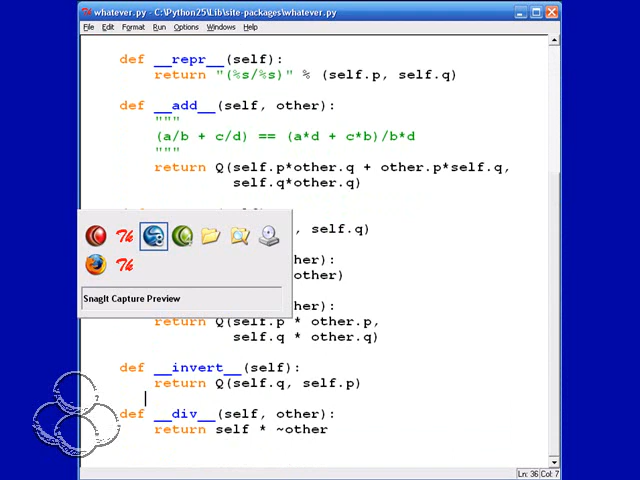 whatever.py - C:\Python25\Lib\site-packages\whatever.py
File Edit Format Run Options Windows Help
def __repr__(self):
return "(%s/%s)" % (self.p, self.q)
def __add__(self, other):
"""
(a/b + c/d) == (a*d + c*b)/b*d
"""
return Q(self.p*other.q + other.p*self.q,
self.q*other.q)
, self.q)
her):
other)
her):
SnagIt Capture Preview
return Q(self.p * other.p,
self.q * other.q)
def __invert__(self):
return Q(self.q, self.p)
def __div__(self, other):
return self * ~other
Ln: 36 Col: 7